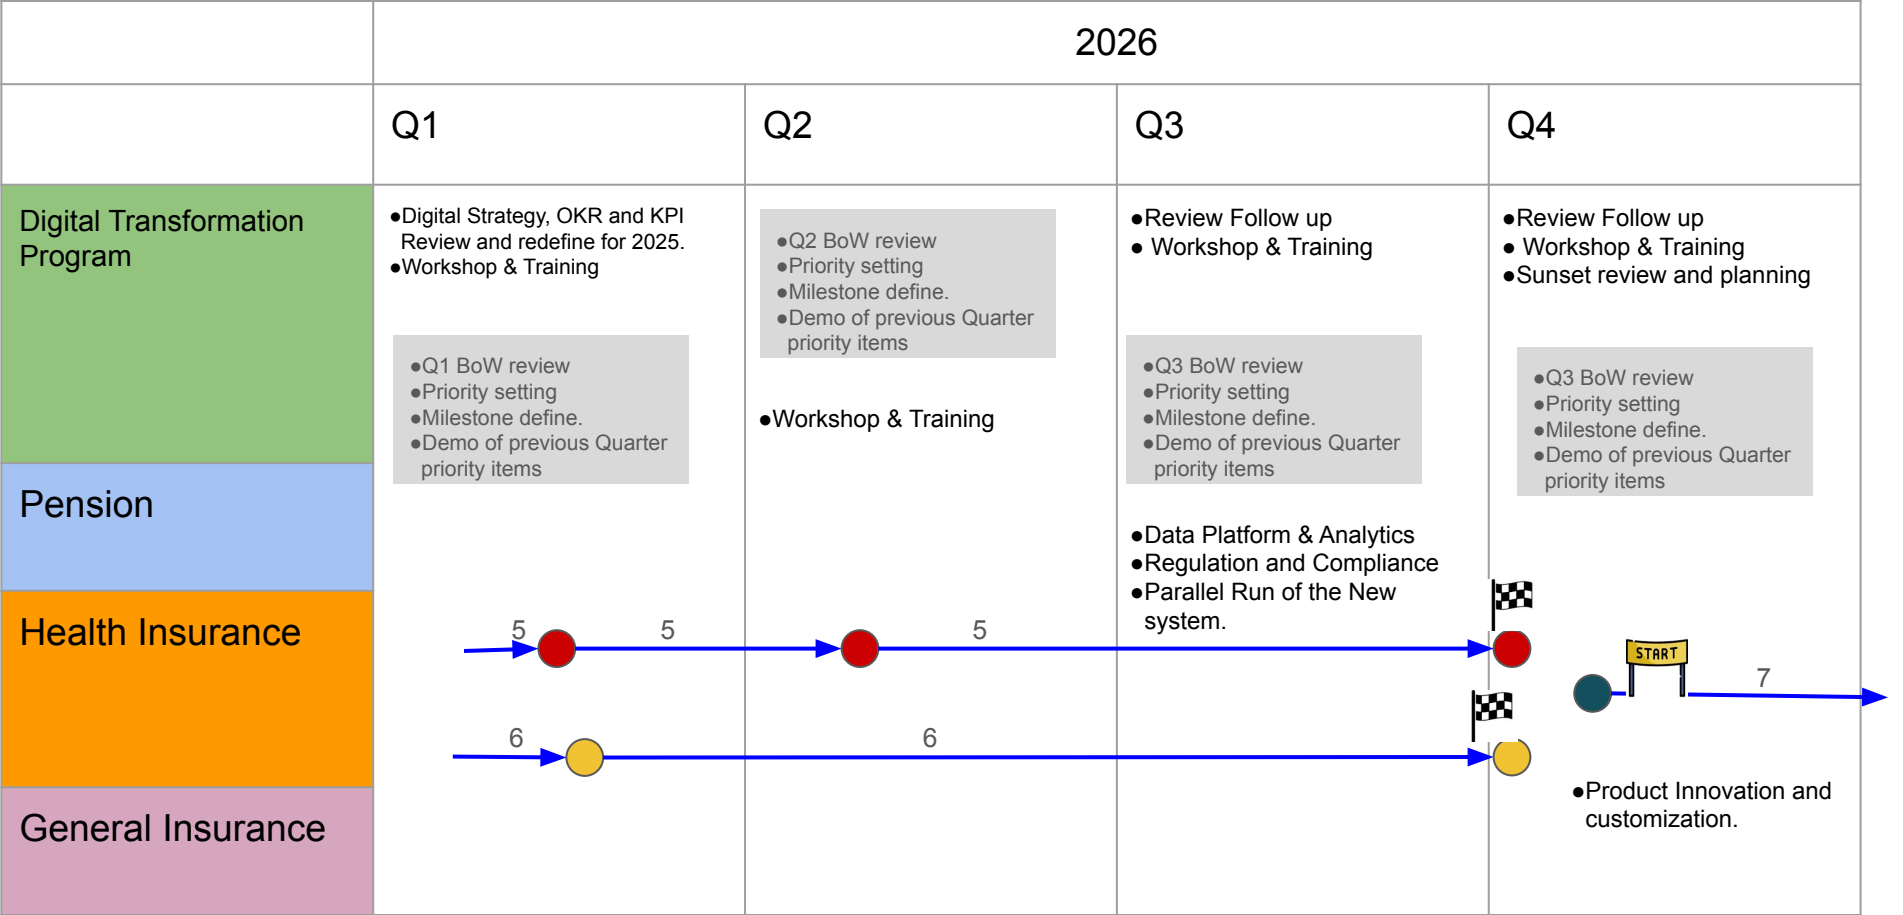 2026
Q1
Q2
Q3
Q4
Digital Transformation
Program
●Digital Strategy, OKR and KPI
Review and redefine for 2025.
●Workshop & Training
●Q1 BoW review
●Priority setting
●Milestone define.
●Demo of previous Quarter
priority items
●Q2 BoW review
●Priority setting
●Milestone define.
●Demo of previous Quarter
priority items
●Workshop & Training
●Review Follow up
● Workshop & Training
●Q3 BoW review
●Priority setting
●Milestone define.
●Demo of previous Quarter
priority items
●Review Follow up
● Workshop & Training
●Sunset review and planning
●Q3 BoW review
●Priority setting
●Milestone define.
●Demo of previous Quarter
priority items
Pension
●Data Platform & Analytics
●Regulation and Compliance
●Parallel Run of the New
system.
Health Insurance
5
5
5
START
7
6
6
General Insurance
●Product Innovation and
customization.